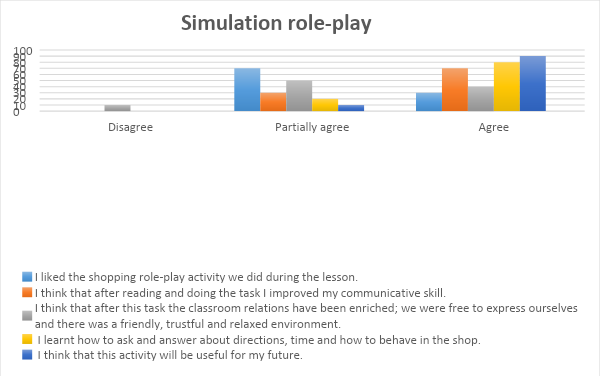 Simulation role-play
100
90
80
70
60
50
40
30
20
10
0
Disagree
Partially agree
Agree
I liked the shopping role-play activity we did during the lesson.
I think that after reading and doing the task I improved my communicative skill.
I think that after this task the classroom relations have been enriched; we were free to express ourselves
and there was a friendly, trustful and relaxed environment.
I learnt how to ask and answer about directions, time and how to behave in the shop.
I think that this activity will be useful for my future.